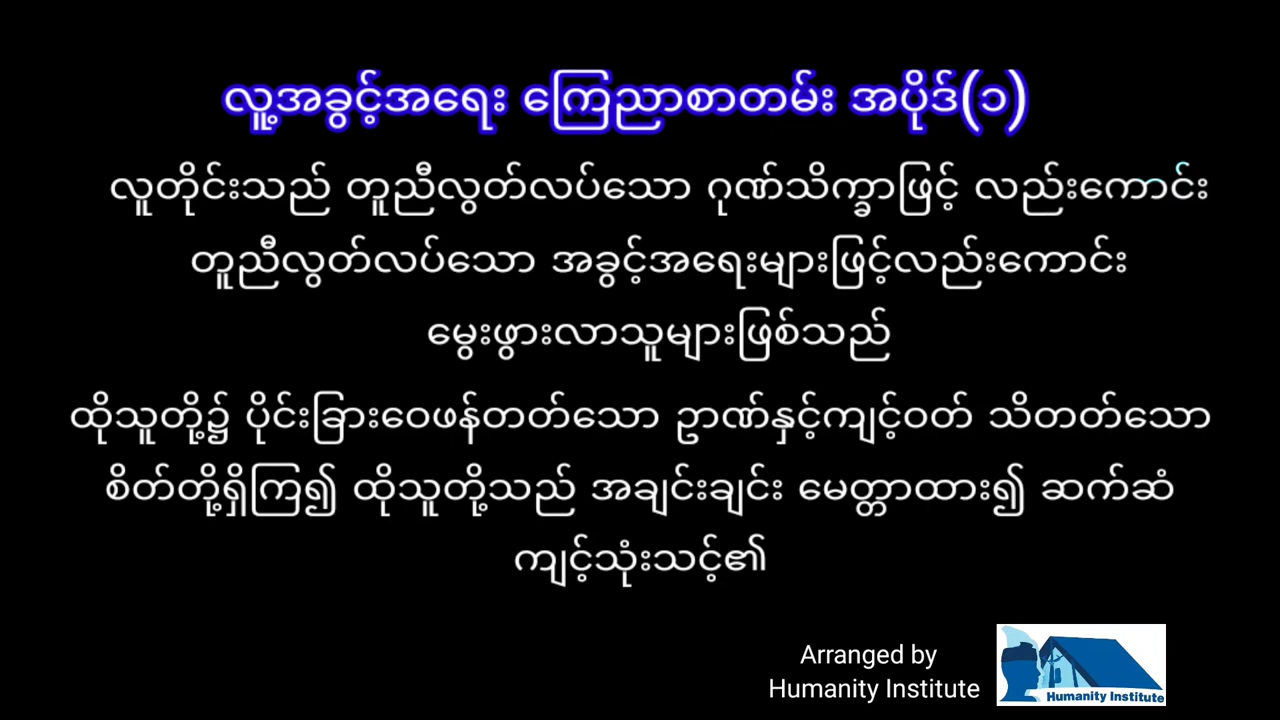 လူ့အခွင့်အရေး ကြေညာစာတမ်း အပိုဒ်(၁)
လူတိုင်းသည် တူညီလွတ်လပ်သော ဂုဏ်သိက္ခာဖြင့် လည်းကောင်း
တူညီလွတ်လပ်သော အခွင့်အရေးများဖြင့်လည်းကောင်း
မွေးဖွားလာသူများဖြစ်သည်
ထိုသူတို့၌ ပိုင်းခြားဝေဖန်တတ်သော ဥာဏ်နှင့်ကျင့်ဝတ် သိတတ်သော
စိတ်တို့ရှိကြ၍ ထိုသူတို့သည် အချင်းချင်း မေတ္တာထား၍ ဆက်ဆံ
ကျင့်သုံးသင့်၏
Arranged by
Humanity Institute
Humanity Institute